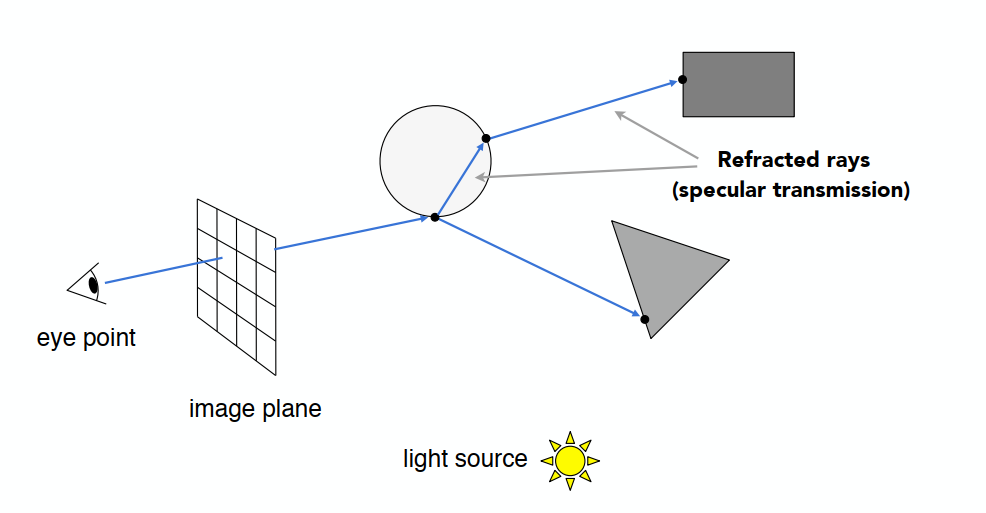 Refracted rays
(specular transmission)
eye point
image plane
light source